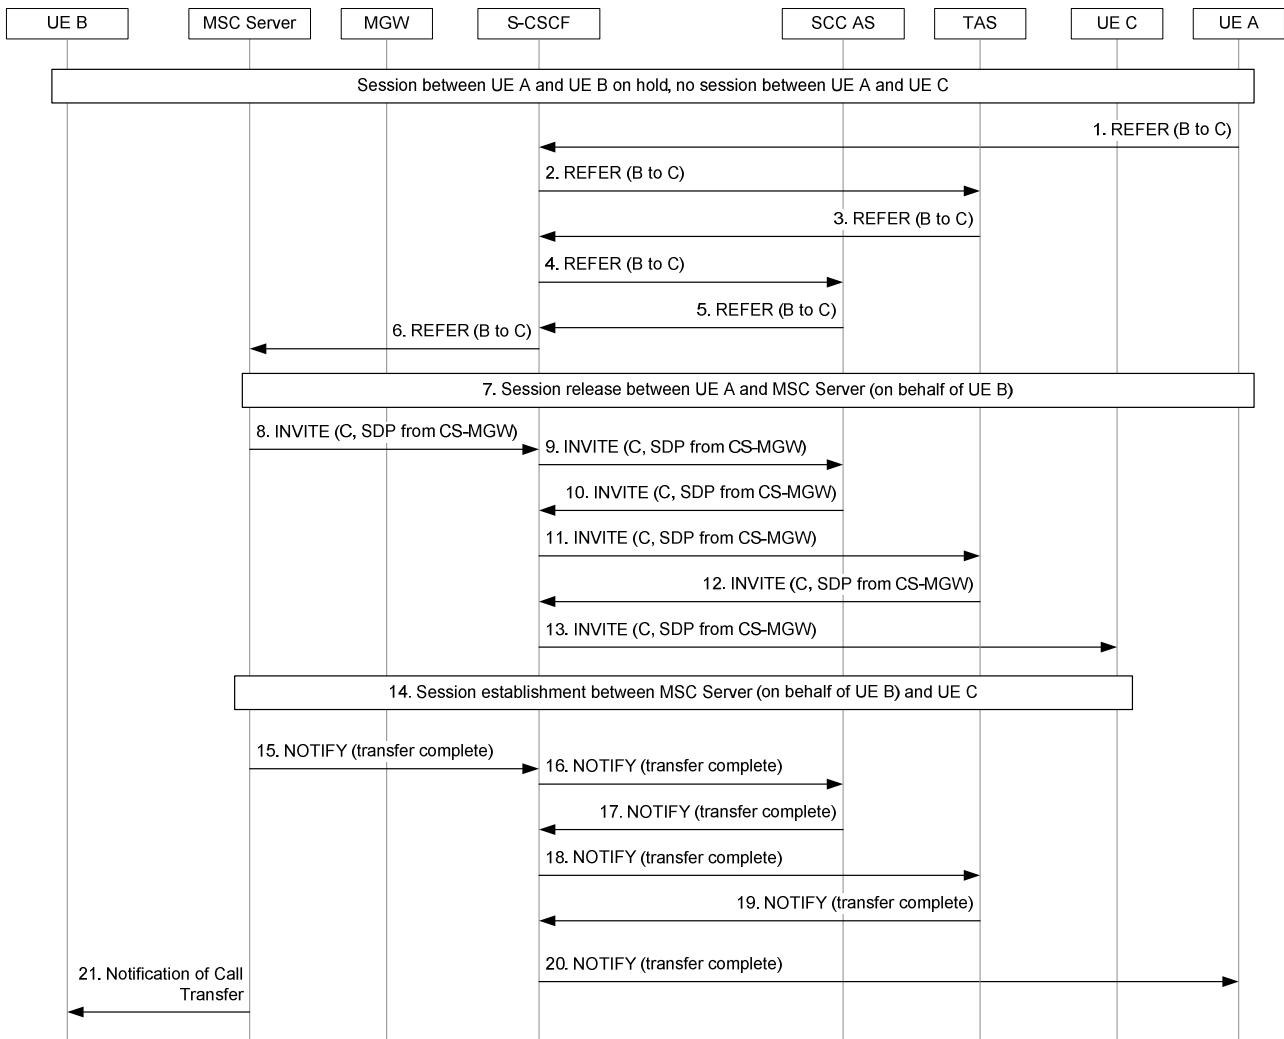 UE B
MSC Server
MGW
S-CSCF
SCC AS
TAS
UE C
UE A
Session between UE A and UE B on hold, no session between UE A and UE C
1. REFER (B to C)
2. REFER (B to C)
3. REFER (B to C)
4. REFER (B to C)
5. REFER (B to C)
6. REFER (B to C)
7. Session release between UE A and MSC Server (on behalf of UE B)
8. INVITE (C, SDP from CS-MGW)
9. INVITE (C, SDP from CS-MGW)
10. INVITE (C, SDP from CS-MGW)
11. INVITE (C, SDP from CS-MGW)
12. INVITE (C, SDP from CS-MGW)
13. INVITE (C, SDP from CS-MGW)
14. Session establishment between MSC Server (on behalf of UE B) and UE C
15. NOTIFY (transfer complete)
16. NOTIFY (transfer complete)
17. NOTIFY (transfer complete)
18. NOTIFY (transfer complete)
19. NOTIFY (transfer complete)
20. NOTIFY (transfer complete)
21. Notification of Call
Transfer